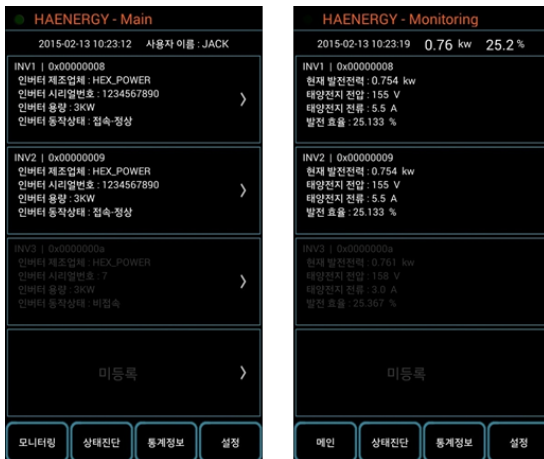 HAENERGY - Main
2015-02-13 10:23:12 사용자 이름 : JACK
INV1 | 0x00000008
인버터 제조업체 : HEX_POWER
인버터 시리얼번호 : 1234567890
인버터 용량 : 3KW
인버터 동작상태 : 접속-정상
INV2 | 0x00000009
인버터 제조업체 : HEX_POWER
인버터 시리얼번호 : 1234567890
인버터 용량 : 3KW
인버터 동작상태 : 접속-정상
INV3 | 0x0000000a
인버터 제조업체 : HEX_POWER
인버터 시리얼번호 : 7
인버터 용량 : 3KW
인버터 동작상태 : 비접속
미등록
모니터링 상태진단 통계정보 설정
HAENERGY - Monitoring
2015-02-13 10:23:19 0.76 kw 25.2 %
INV1 | 0x00000008
현재 발전전력 : 0.754 kw
태양전지 전압 : 155 V
태양전지 전류 : 5.5 A
발전 효율 : 25.133 %
INV2 | 0x00000009
현재 발전전력 : 0.754 kw
태양전지 전압 : 155 V
태양전지 전류 : 5.5 A
발전 효율 : 25.133 %
INV3 | 0x0000000a
현재 발전전력 : 0.761 kw
태양전지 전압 : 158 V
태양전지 전류 : 3.0 A
발전 효율 : 25.367 %
미등록
메인 상태진단 통계정보 설정